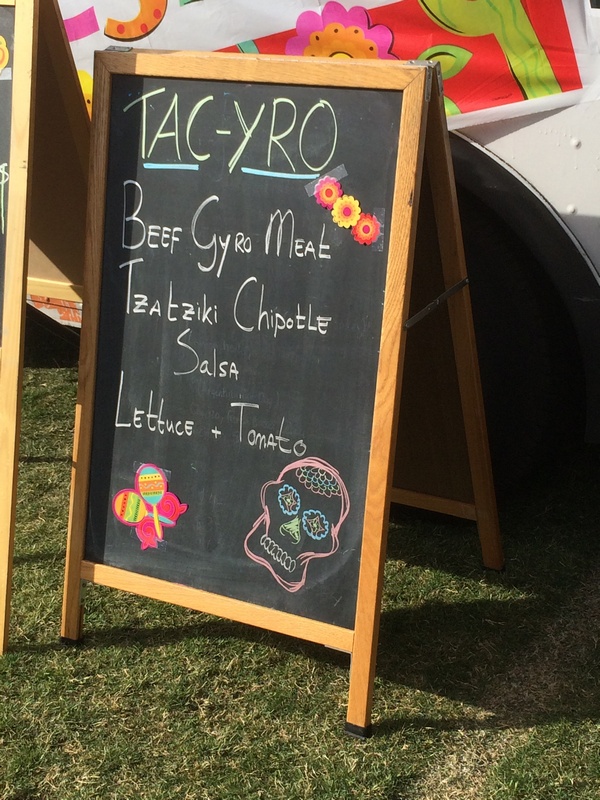 TAC-YRO
Beef Gyro Meat
Tzatziki Chipotle
Salsa
Lettuce + Tomato